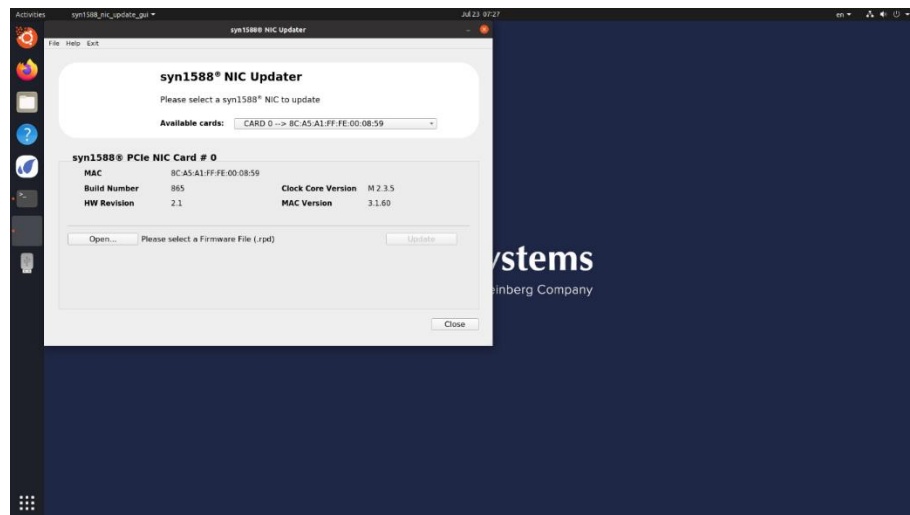 Activities syn1588_nic_update_gui Jul 23 07:27 en
syn1588® NIC Updater
File Help Exit
syn1588® NIC Updater
Please select a syn1588® NIC to update
Available cards: CARD 0 --> 8C:A5:A1:FF:FE:00:08:59
syn1588® PCIe NIC Card # 0
MAC 8C:A5:A1:FF:FE:00:08:59
Build Number 865 Clock Core Version M 2.3.5
HW Revision 2.1 MAC Version 3.1.60
Open... Please select a Firmware File (.rpd) Update
Close
ystems
einberg Company